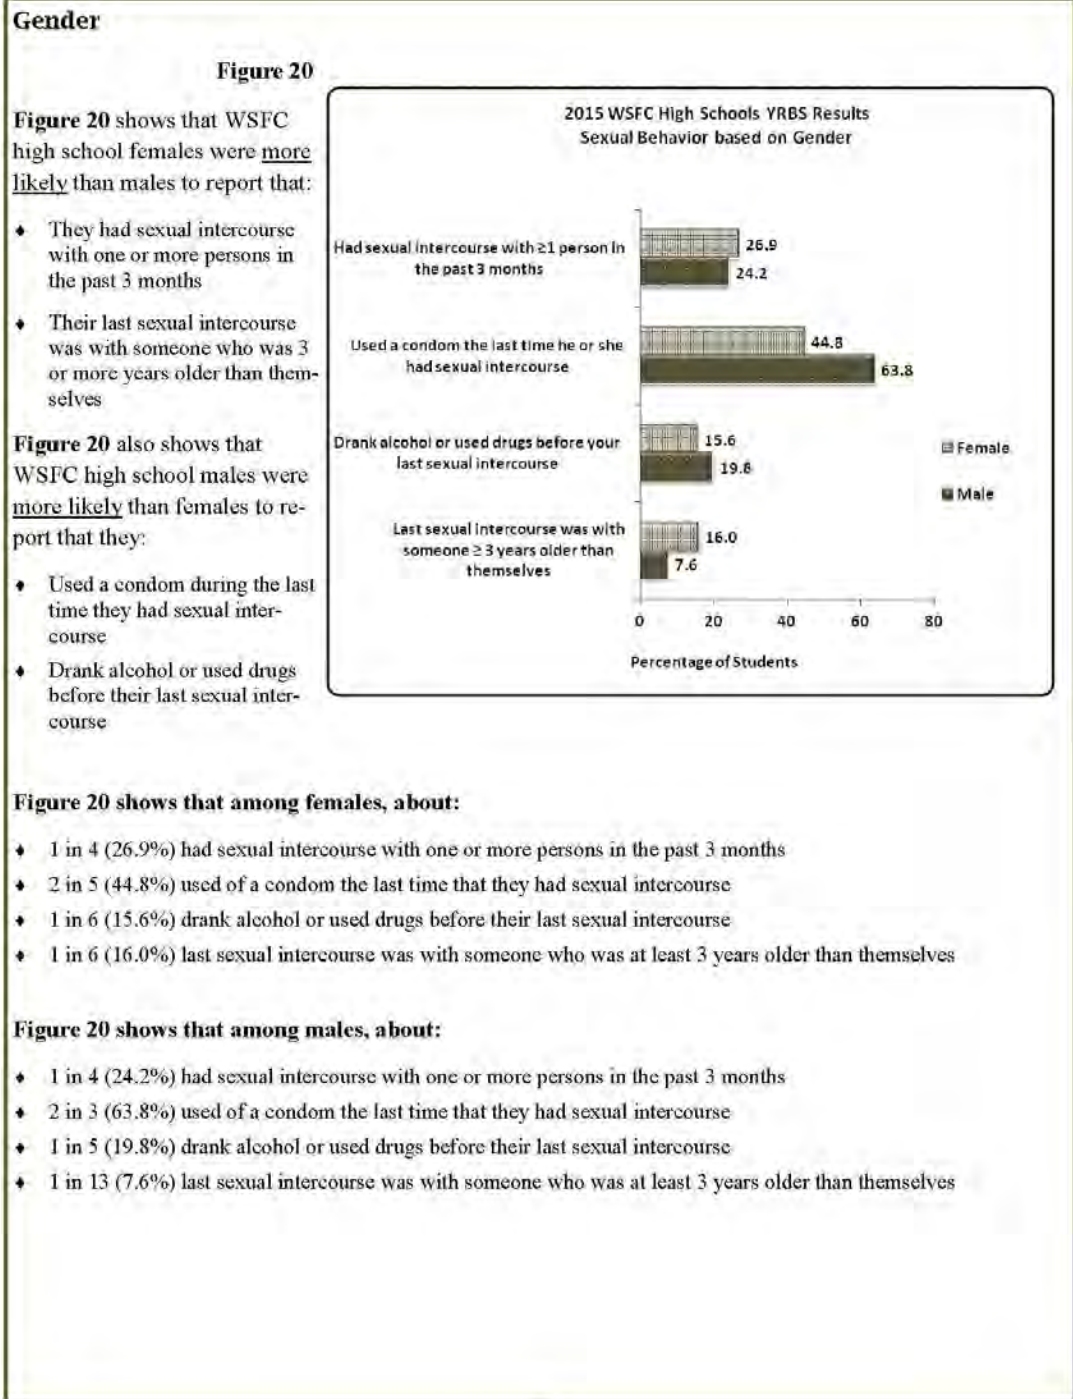 Gender
Figure 20
Figure 20 shows that WSFC
high school females were more
likely than males to report that:
♦ They had sexual intercourse
with one or more persons in
the past 3 months
♦ Their last sexual intercourse
was with someone who was 3
or more years older than them-
selves
Figure 20 also shows that
WSFC high school males were
more likely than females to re-
port that they:
♦ Used a condom during the last
time they had sexual inter-
course
♦ Drank alcohol or used drugs
before their last sexual inter-
course
2015 WSFC High Schools YRBS Results
Sexual Behavior based on Gender
Had sexual intercourse with ≥1 person in
the past 3 months
26.9
24.2
Used a condom the last time he or she
had sexual intercourse
44.8
63.8
Drank alcohol or used drugs before your
last sexual intercourse
15.6
19.8
Last sexual intercourse was with
someone ≥ 3 years older than
themselves
16.0
7.6
Female
Male
0 20 40 60 80
Percentage of Students
Figure 20 shows that among females, about:
♦ 1 in 4 (26.9%) had sexual intercourse with one or more persons in the past 3 months
♦ 2 in 5 (44.8%) used of a condom the last time that they had sexual intercourse
♦ 1 in 6 (15.6%) drank alcohol or used drugs before their last sexual intercourse
♦ 1 in 6 (16.0%) last sexual intercourse was with someone who was at least 3 years older than themselves
Figure 20 shows that among males, about:
♦ 1 in 4 (24.2%) had sexual intercourse with one or more persons in the past 3 months
♦ 2 in 3 (63.8%) used of a condom the last time that they had sexual intercourse
♦ 1 in 5 (19.8%) drank alcohol or used drugs before their last sexual intercourse
♦ 1 in 13 (7.6%) last sexual intercourse was with someone who was at least 3 years older than themselves